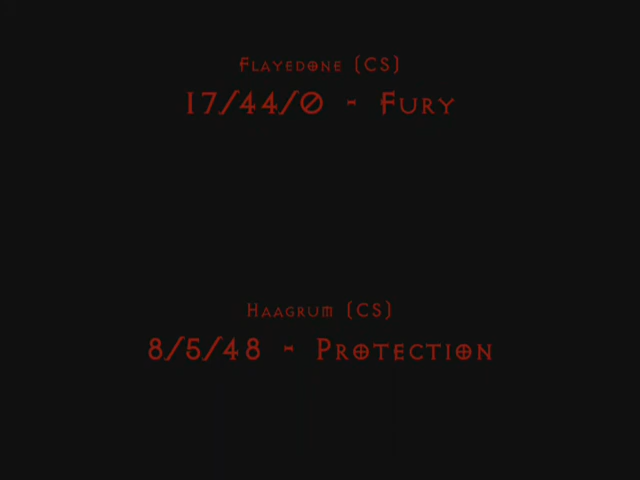 Flayedone (CS)
17/44/0 - Fury
Haagrum (CS)
8/5/48 - Protection